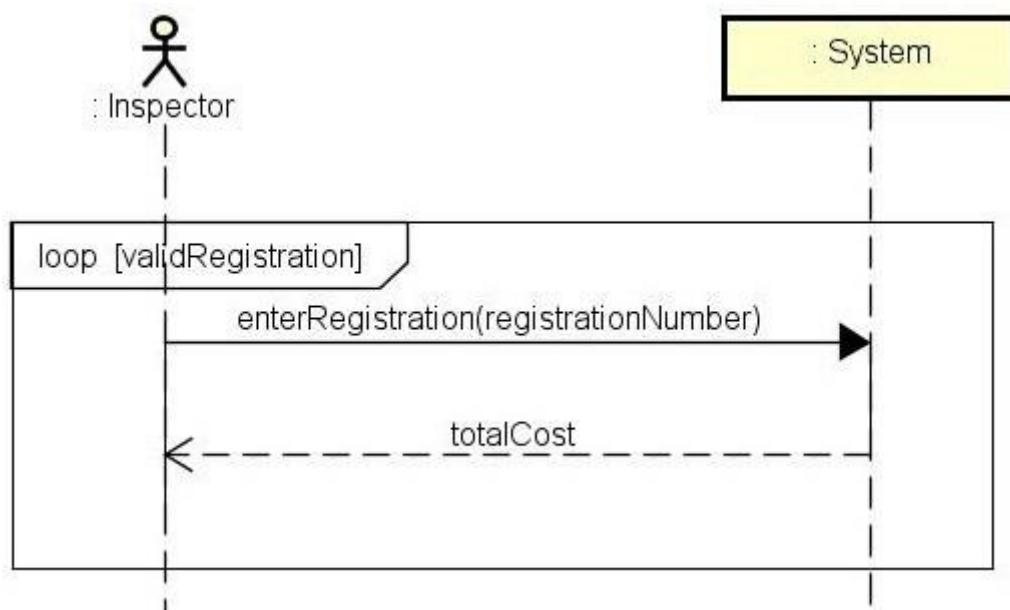 : Inspector
: System
loop [validRegistration]
enterRegistration(registrationNumber)
totalCost